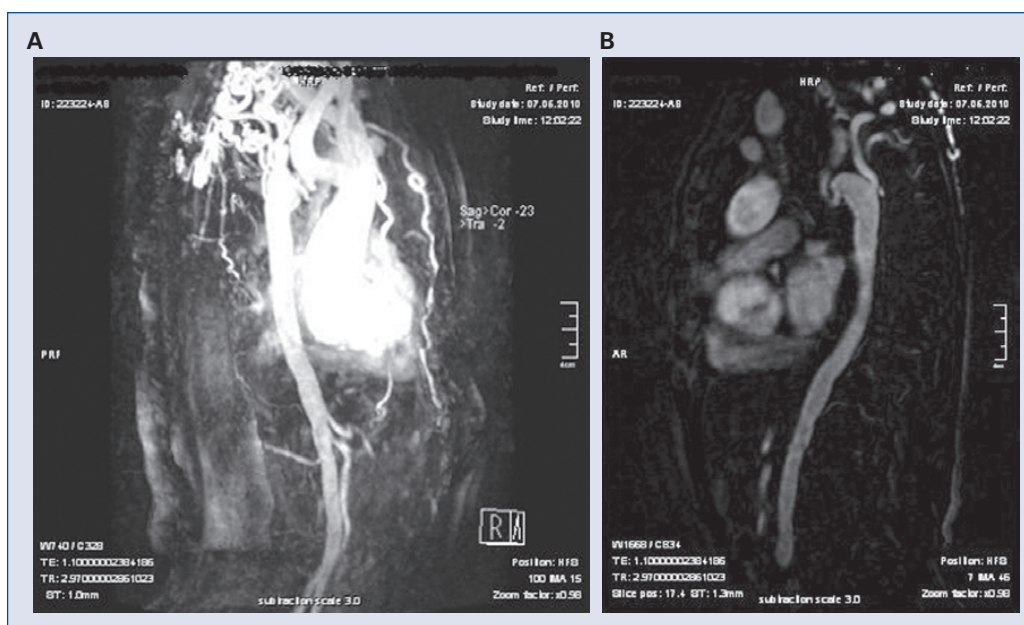 A
HRP
Ref: / Perf:
ID: 223224-A8
Study date: 07.06.2010
Study time: 12:02:22
Sag>Cor -23
>Tra -2
PRF
R A
W740 / C328
TE: 1.10000002384186
TR: 2.97000002861023
ST: 1.0mm
subtraction scale 3.0
Position: HFS
100 IMA 15
Zoom factor: x0.98
B
HRP
Ref: / Perf:
ID: 223224-A8
Study date: 07.06.2010
Study time: 12:02:22
AR
W1668 / C834
TE: 1.10000002384186
TR: 2.97000002861023
Slice pos: 17.4 ST: 1.3mm
subtraction scale 3.0
Position: HFS
7 IMA 46
Zoom factor: x0.98